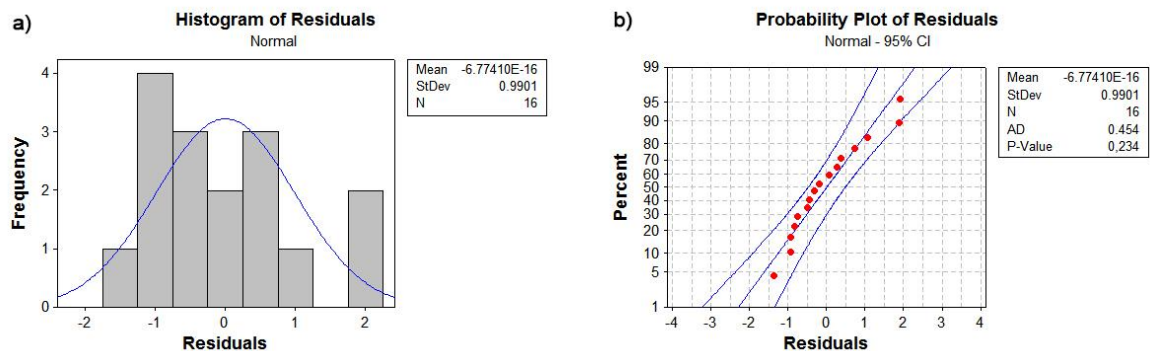 a)
Histogram of Residuals
Normal
Frequency
4
3
2
1
0
-2 -1 0 1 2
Residuals
Mean -6.77410E-16
StDev 0.9901
N 16
b)
Probability Plot of Residuals
Normal - 95% CI
Percent
99
95
90
80
70
60
50
40
30
20
10
5
1
-4 -3 -2 -1 0 1 2 3 4
Residuals
Mean -6.77410E-16
StDev 0.9901
N 16
AD 0.454
P-Value 0,234